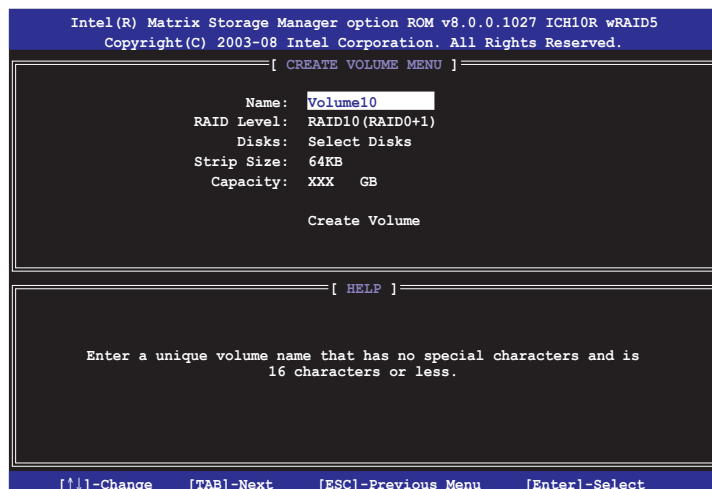 Intel(R) Matrix Storage Manager option ROM v8.0.0.1027 ICH10R wRAID5
Copyright(C) 2003-08 Intel Corporation. All Rights Reserved.
[ CREATE VOLUME MENU ]
Name: Volume10
RAID Level: RAID10(RAID0+1)
Disks: Select Disks
Strip Size: 64KB
Capacity: XXX GB
Create Volume
[ HELP ]
Enter a unique volume name that has no special characters and is
16 characters or less.
[↑↓]-Change [TAB]-Next [ESC]-Previous Menu [Enter]-Select